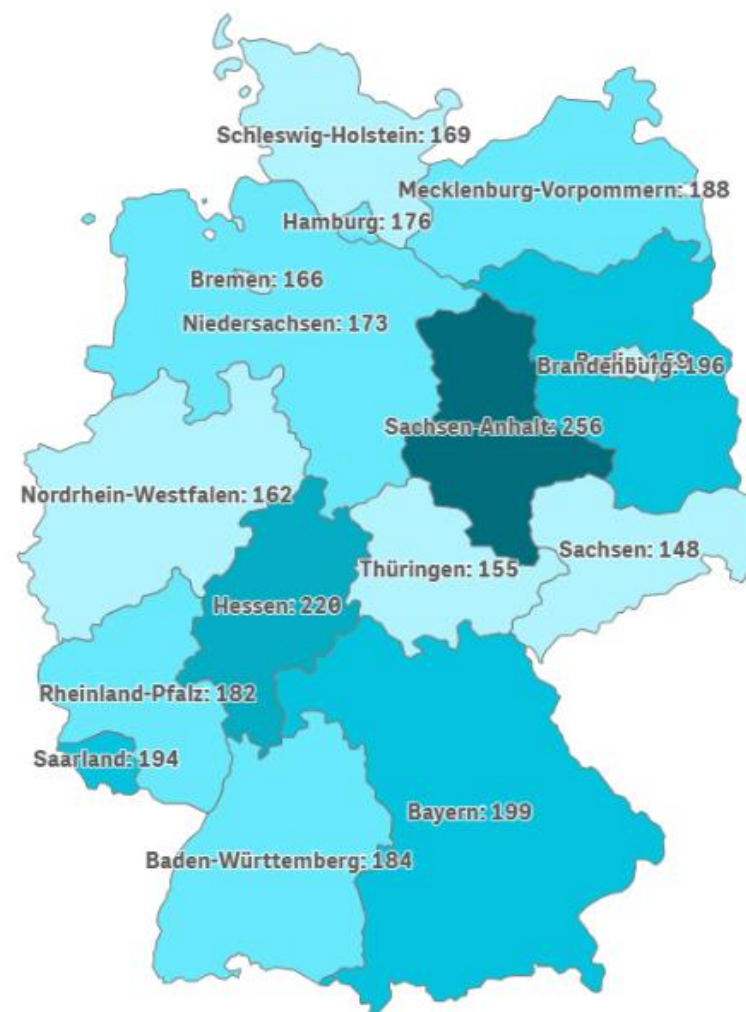 Schleswig-Holstein: 169
Mecklenburg-Vorpommern: 188
Hamburg: 176
Bremen: 166
Niedersachsen: 173
Brandenburg: 196
Sachsen-Anhalt: 256
Nordrhein-Westfalen: 162
Sachsen: 148
Thüringen: 155
Hessen: 220
Rheinland-Pfalz: 182
Saarland: 194
Bayern: 199
Baden-Württemberg: 184